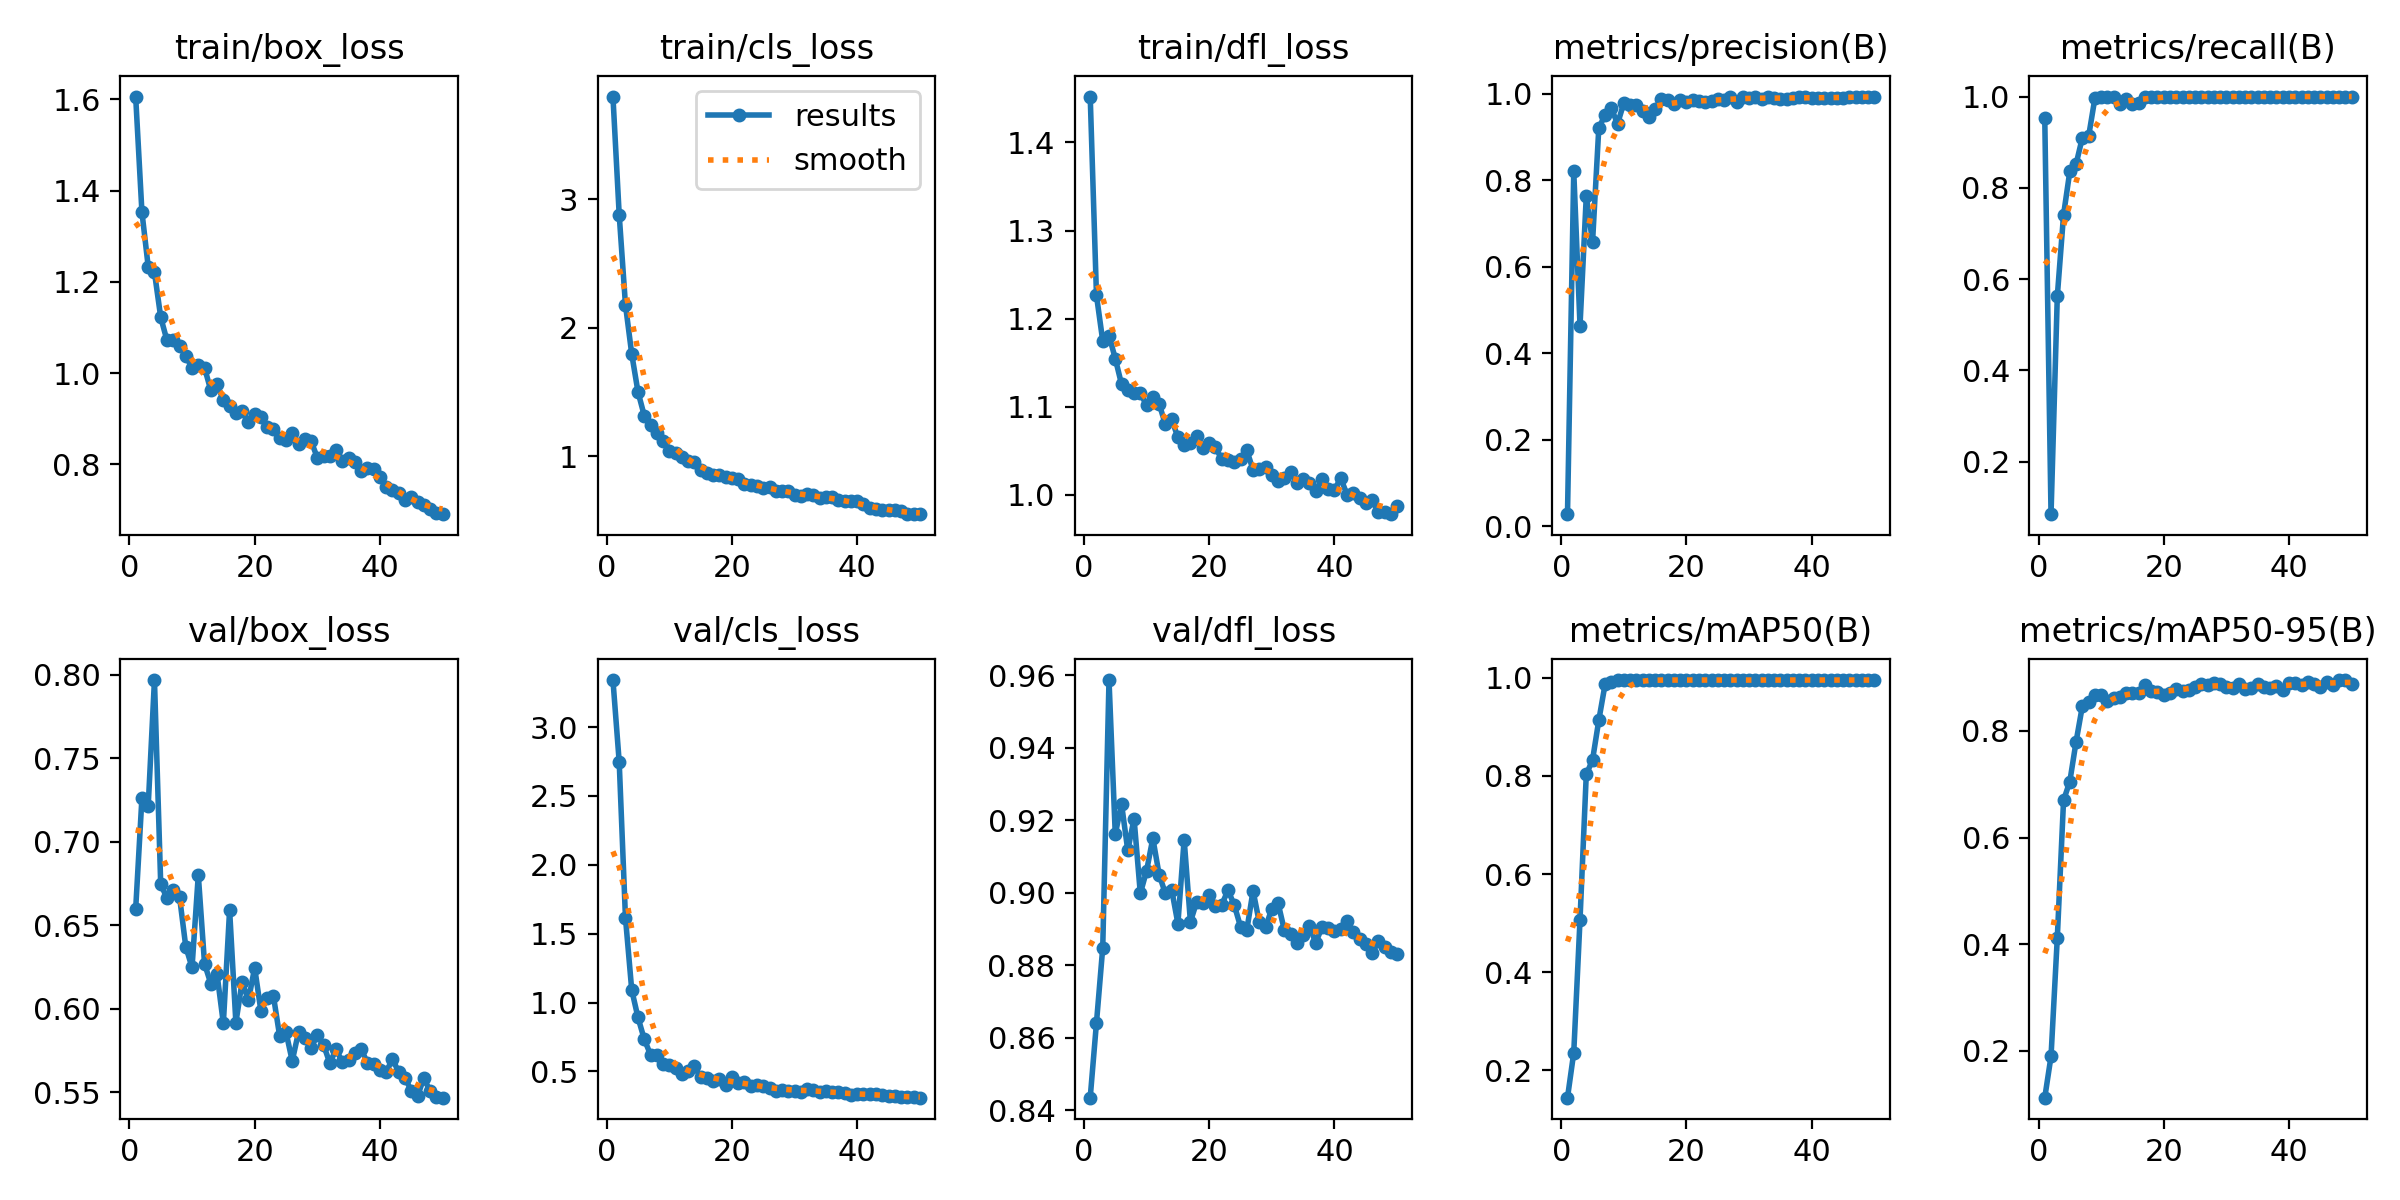 train/box_loss
1.6
1.4
1.2
1.0
0.8
0 20 40
train/cls_loss
results
smooth
3
2
1
0 20 40
train/dfl_loss
1.4
1.3
1.2
1.1
1.0
0 20 40
metrics/precision(B)
1.0
0.8
0.6
0.4
0.2
0.0
0 20 40
metrics/recall(B)
1.0
0.8
0.6
0.4
0.2
0 20 40
val/box_loss
0.80
0.75
0.70
0.65
0.60
0.55
0 20 40
val/cls_loss
3.0
2.5
2.0
1.5
1.0
0.5
0 20 40
val/dfl_loss
0.96
0.94
0.92
0.90
0.88
0.86
0.84
0 20 40
metrics/mAP50(B)
1.0
0.8
0.6
0.4
0.2
0 20 40
metrics/mAP50-95(B)
0.8
0.6
0.4
0.2
0 20 40